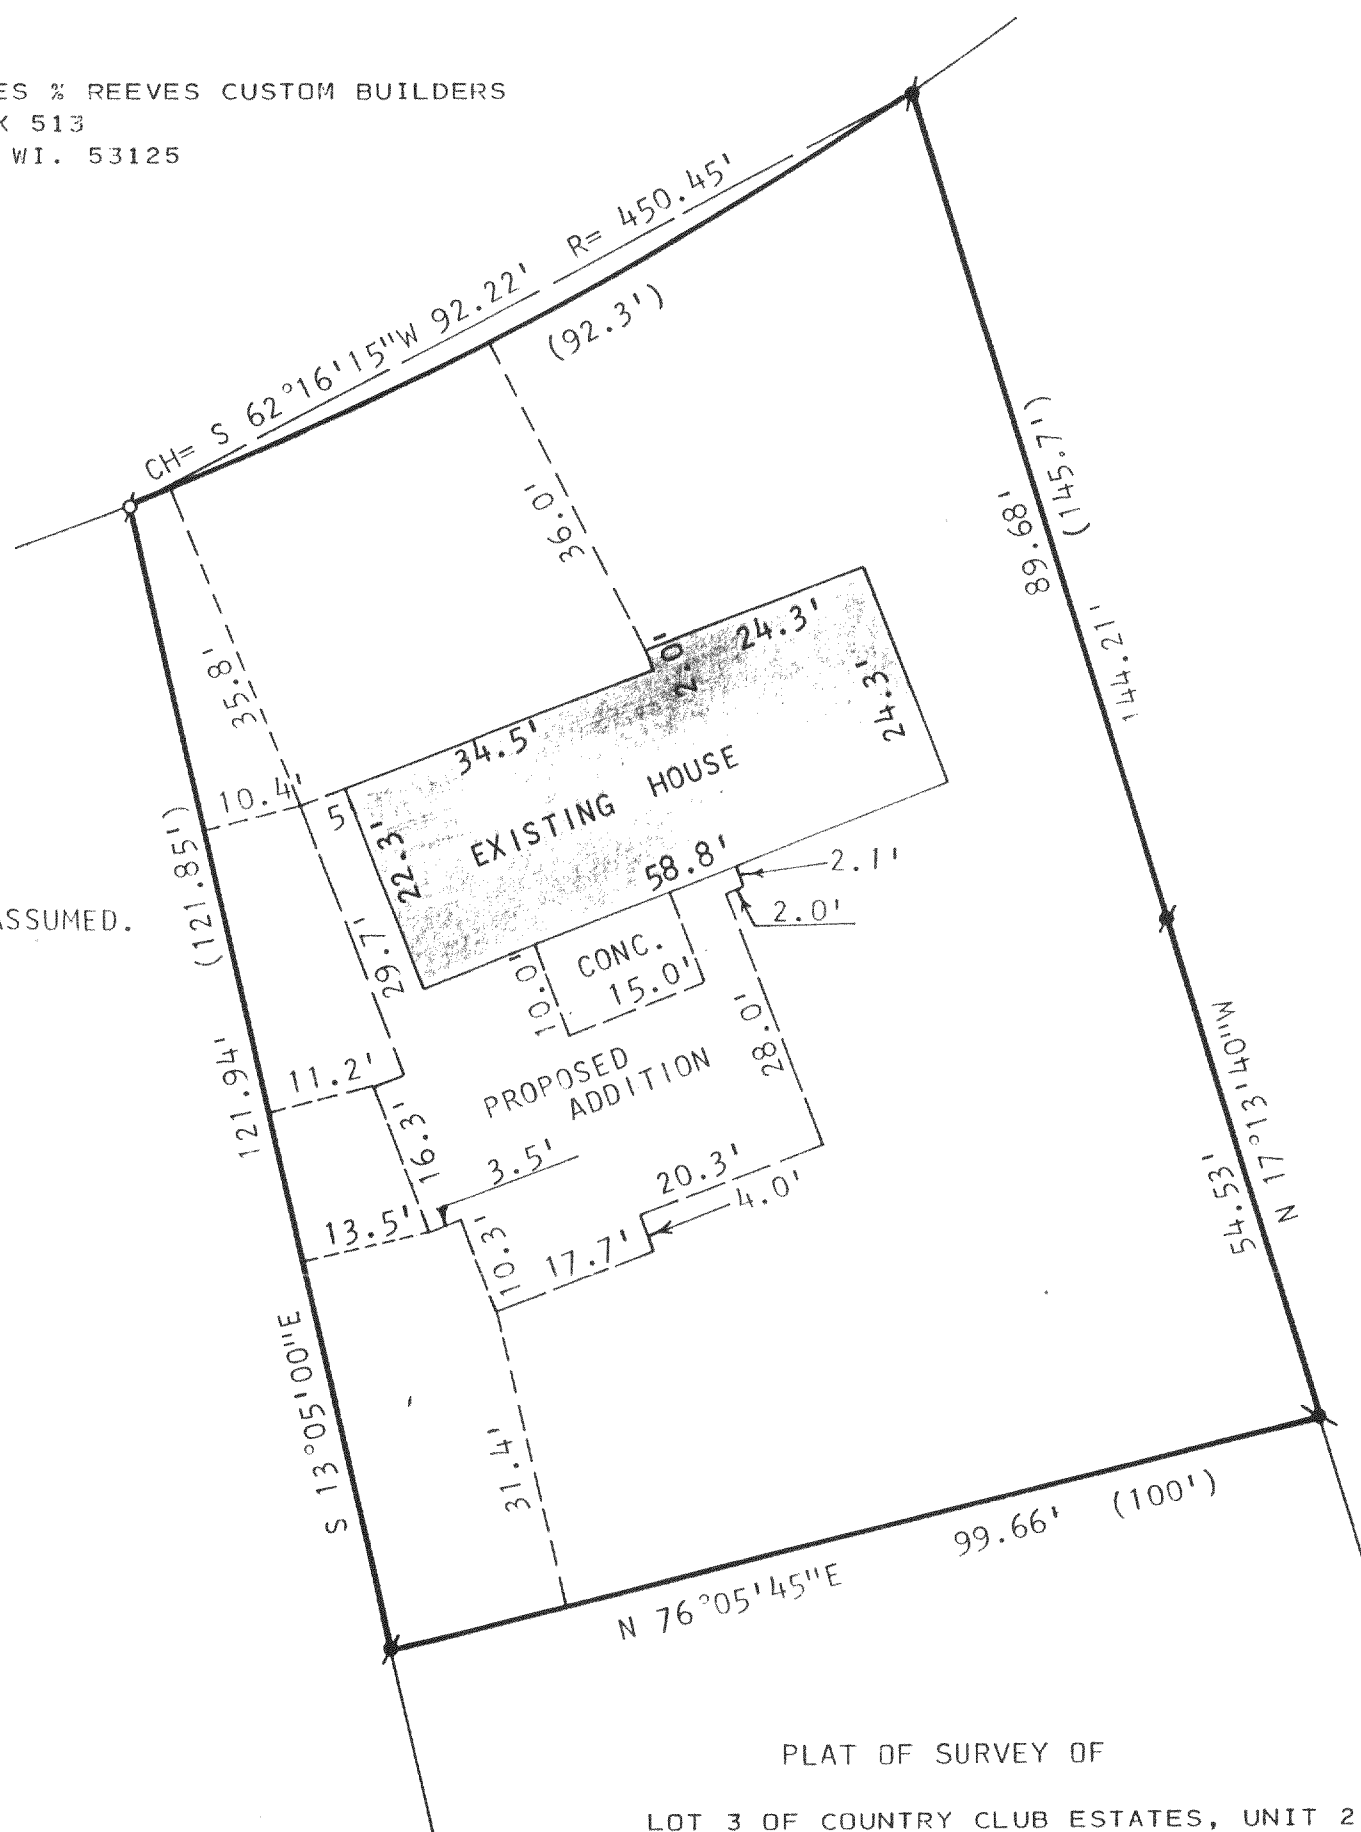 ES % REEVES CUSTOM BUILDERS
X 513
WI. 53125
CH= S 62°16'15"W 92.22' R= 450.45'
(92.3')
36.0'
35.8'
(145.7')
89.68'
144.21'
24.3'
2.0'
34.5'
24.3'
EXISTING HOUSE
10.4'
5'
22.3'
58.8'
2.1'
2.0'
(121.85')
ASSUMED.
29.7'
CONC.
10.0'
15.0'
28.0'
121.94'
11.2'
PROPOSED
ADDITION
16.3'
3.5'
20.3'
4.0'
13.5'
10.3'
17.7'
N 17°13'40"W
54.53'
S 13°05'00"E
31.4'
N 76°05'45"E 99.66' (100')
PLAT OF SURVEY OF
LOT 3 OF COUNTRY CLUB ESTATES, UNIT 2